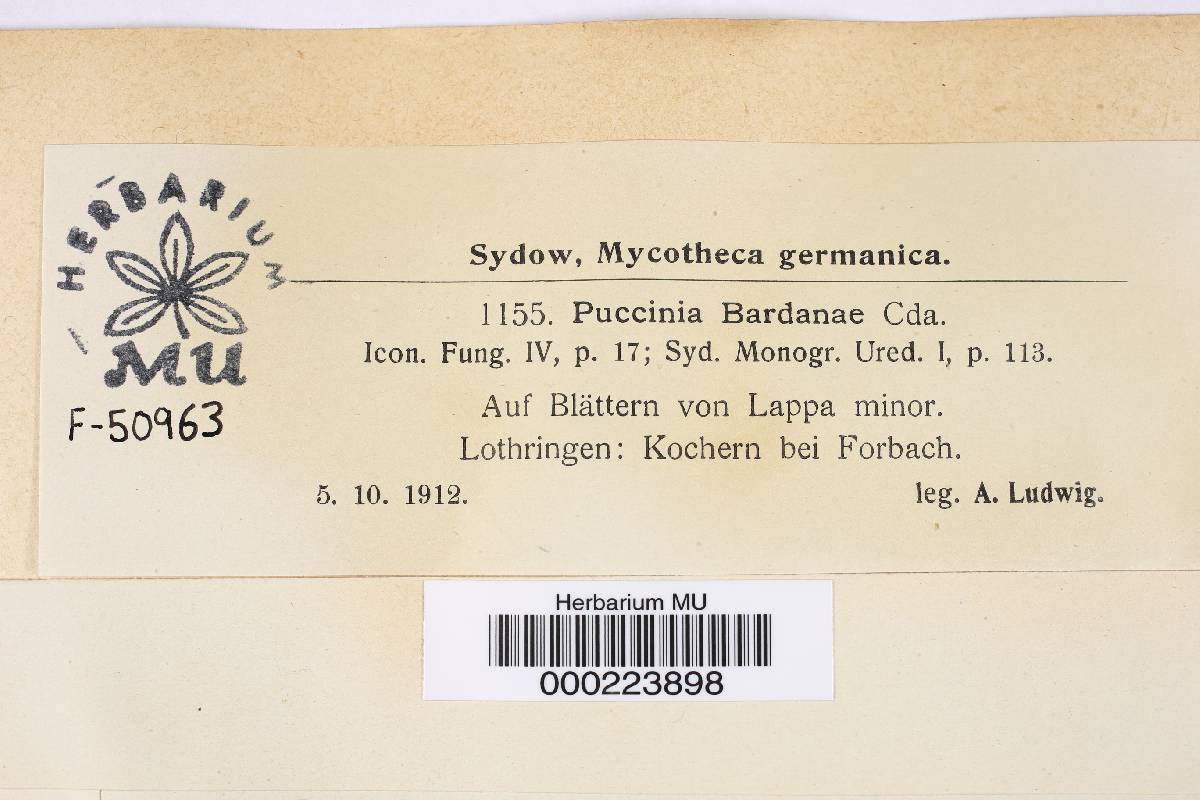 HERBARIUM
MU
F-50963
Sydow, Mycotheca germanica.
1155. Puccinia Bardanae Cda.
Icon. Fung. IV, p. 17; Syd. Monogr. Ured. I, p. 113.
Auf Blättern von Lappa minor.
Lothringen: Kochern bei Forbach.
5. 10. 1912. leg. A. Ludwig.
Herbarium MU
000223898